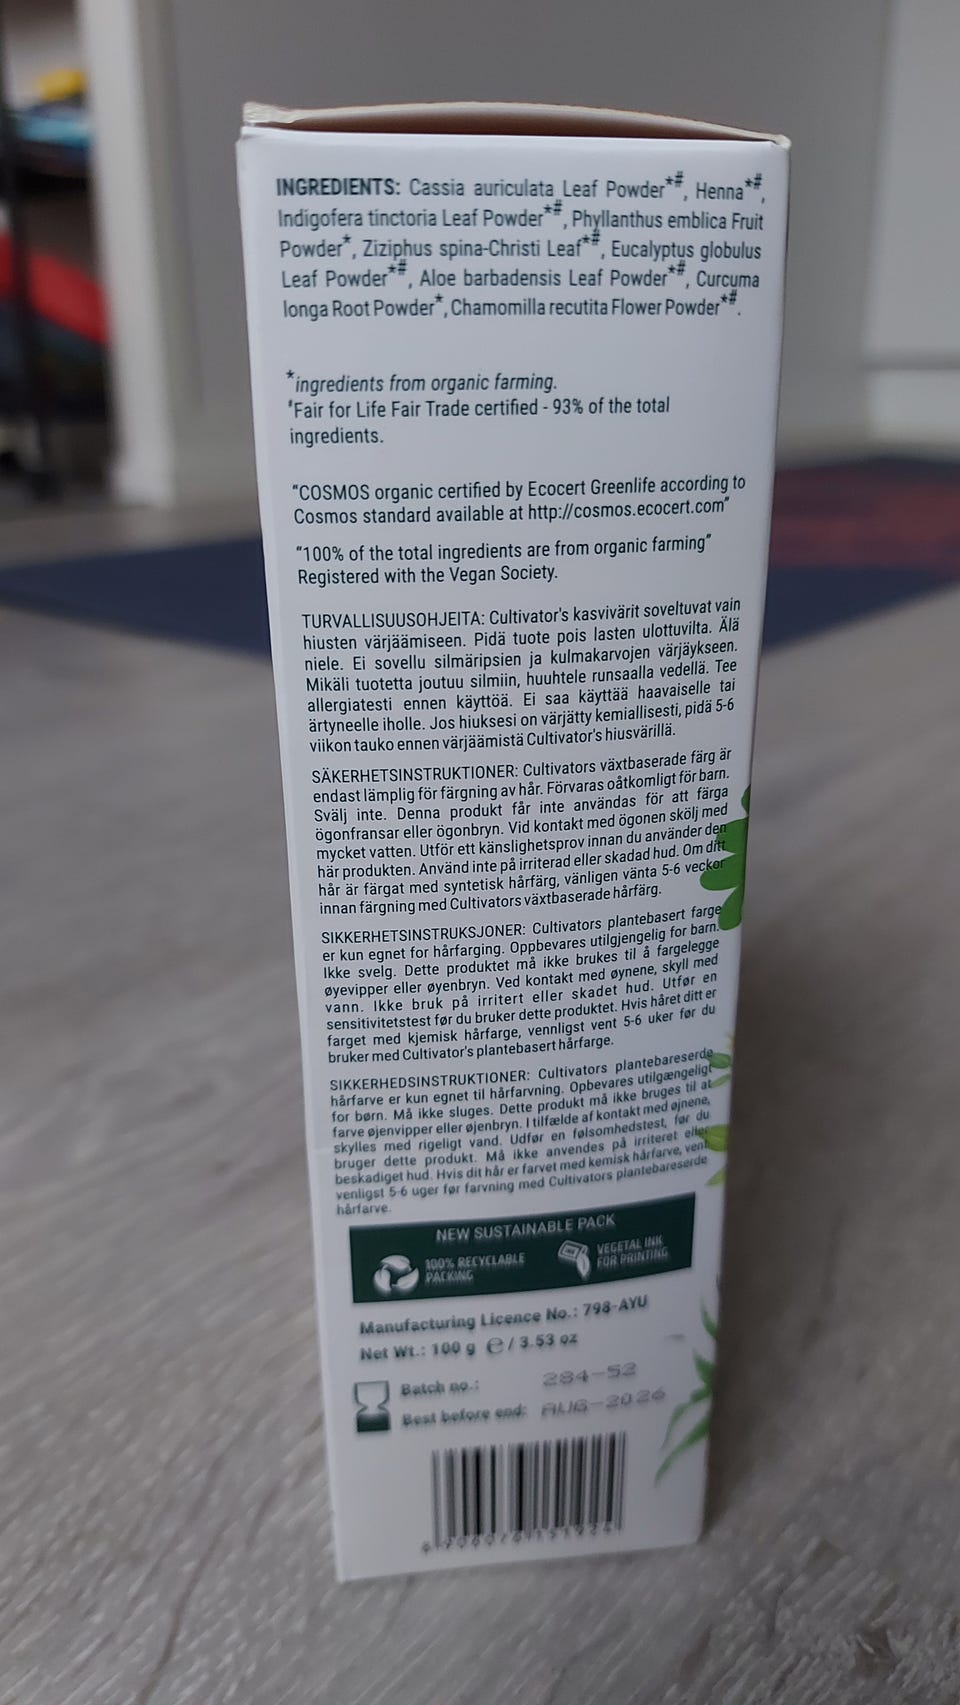 INGREDIENTS: Cassia auriculata Leaf Powder*#, Henna*#,
Indigofera tinctoria Leaf Powder*#, Phyllanthus emblica Fruit
Powder*, Ziziphus spina-Christi Leaf*#, Eucalyptus globulus
Leaf Powder*#, Aloe barbadensis Leaf Powder*#, Curcuma
longa Root Powder*, Chamomilla recutita Flower Powder*#.
*ingredients from organic farming.
#Fair for Life Fair Trade certified - 93% of the total
ingredients.
“COSMOS organic certified by Ecocert Greenlife according to
Cosmos standard available at http://cosmos.ecocert.com”
“100% of the total ingredients are from organic farming”
Registered with the Vegan Society.
TURVALLISUUSOHJEITA: Cultivator's kasvivärit soveltuvat vain
hiusten värjäämiseen. Pidä tuote pois lasten ulottuvilta. Älä
niele. Ei sovellu silmäripsien ja kulmakarvojen värjäykseen.
Mikäli tuotetta joutuu silmiin, huuhtele runsaalla vedellä. Tee
allergiatesti ennen käyttöä. Ei saa käyttää haavaiselle tai
ärtyneelle iholle. Jos hiuksesi on värjätty kemiallisesti, pidä 5-6
viikon tauko ennen värjäämistä Cultivator's hiusvärillä.
SÄKERHETSINSTRUKTIONER: Cultivators växtbaserade färg är
endast lämplig för färgning av hår. Förvaras oåtkomligt för barn.
Svälj inte. Denna produkt får inte användas för att färga
ögonfransar eller ögonbryn. Vid kontakt med ögonen skölj med
mycket vatten. Utför ett känslighetsprov innan du använder den
här produkten. Använd inte på irriterad eller skadad hud. Om ditt
hår är färgat med syntetisk hårfärg, vänligen vänta 5-6 veckor
innan färgning med Cultivators växtbaserade hårfärg.
SIKKERHETSINSTRUKSJONER: Cultivators plantebasert farge
er kun egnet for hårfarging. Oppbevares utilgjengelig for barn.
Ikke svelg. Dette produktet må ikke brukes til å fargelegge
øyevipper eller øyenbryn. Ved kontakt med øynene, skyll med
vann. Ikke bruk på irritert eller skadet hud. Utfør en
sensitivitetstest før du bruker dette produktet. Hvis håret ditt er
farget med kjemisk hårfarge, vennligst vent 5-6 uker før du
bruker med Cultivator's plantebasert hårfarge.
SIKKERHEDSINSTRUKTIONER: Cultivators plantebareserde
hårfarve er kun egnet til hårfarvning. Opbevares utilgængeligt
for børn. Må ikke sluges. Dette produkt må ikke bruges til at
farve øjenvipper eller øjenbryn. I tilfælde af kontakt med øjnene,
skylles med rigeligt vand. Udfør en følsomhedstest, før du
bruger dette produkt. Må ikke anvendes på irriteret eller
beskadiget hud. Hvis dit hår er farvet med kemisk hårfarve, vent
venligst 5-6 uger før farvning med Cultivators plantebareserde
hårfarve.
NEW SUSTAINABLE PACK
100% RECYCLABLE
PACKING
VEGETAL INK
FOR PRINTING
Manufacturing Licence No.: 798-AYU
Net Wt.: 100 g ℮ / 3.53 oz
Batch no.: 284-52
Best before end: AUG-2026